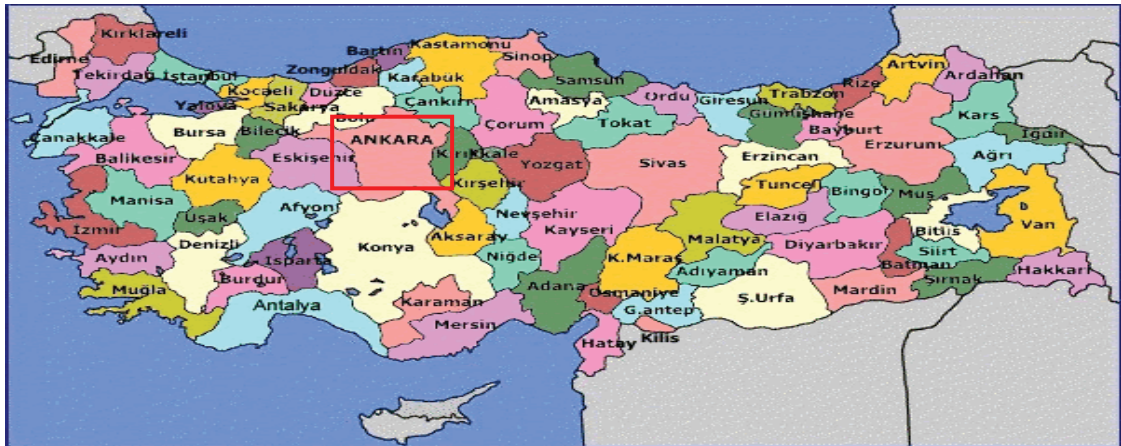 Kırklareli
Edirne
Tekirdağ
İstanbul
Kocaeli
Yalova
Sakarya
Düzce
Zonguldak
Bartın
Karabük
Kastamonu
Sinop
Samsun
Çankırı
Bolu
Amasya
Ordu
Giresun
Trabzon
Rize
Artvin
Ardahan
Kars
Iğdır
Çanakkale
Bursa
Bilecik
ANKARA
Çorum
Tokat
Gümüşhane
Bayburt
Erzurum
Ağrı
Balikesir
Eskişehir
Kırıkkale
Yozgat
Sivas
Erzincan
Kutahya
Kırşehir
Tunceli
Bingol
Muş
Van
Manisa
Uşak
Afyon
Nevşehir
Kayseri
Elazığ
Bitlis
İzmir
Denizli
Konya
Aksaray
Malatya
Diyarbakır
Siirt
Aydın
Isparta
Niğde
K.Maraş
Adıyaman
Batman
Hakkari
Burdur
Şırnak
Muğla
Antalya
Karaman
Adana
Osmaniye
G.antep
Ş.Urfa
Mardin
Mersin
Hatay
Kilis